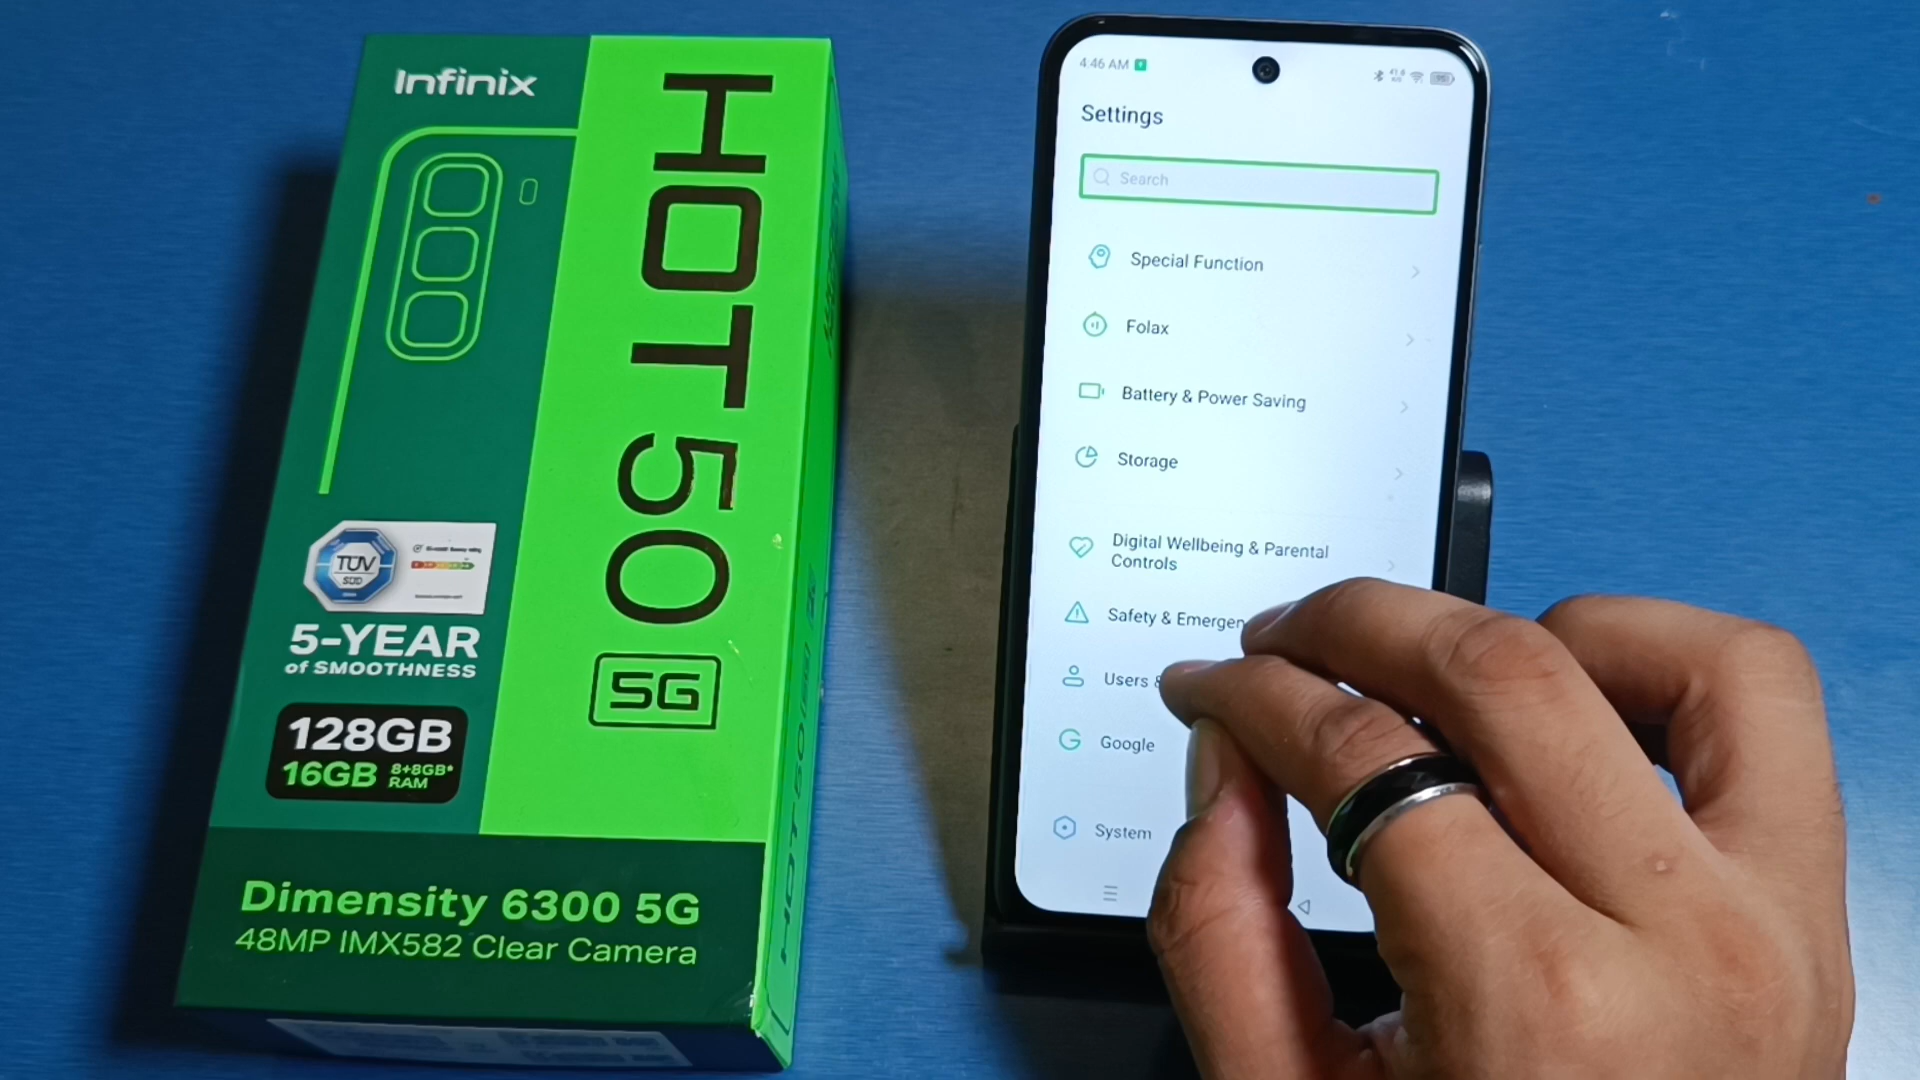 Infinix
HOT 50
5G
TÜV
SÜD
5-YEAR
of SMOOTHNESS
128GB
16GB 8+8GB*
RAM
Dimensity 6300 5G
48MP IMX582 Clear Camera
4:46 AM
Settings
Search
Special Function
Folax
Battery & Power Saving
Storage
Digital Wellbeing & Parental
Controls
Safety & Emergen
Users &
Google
System